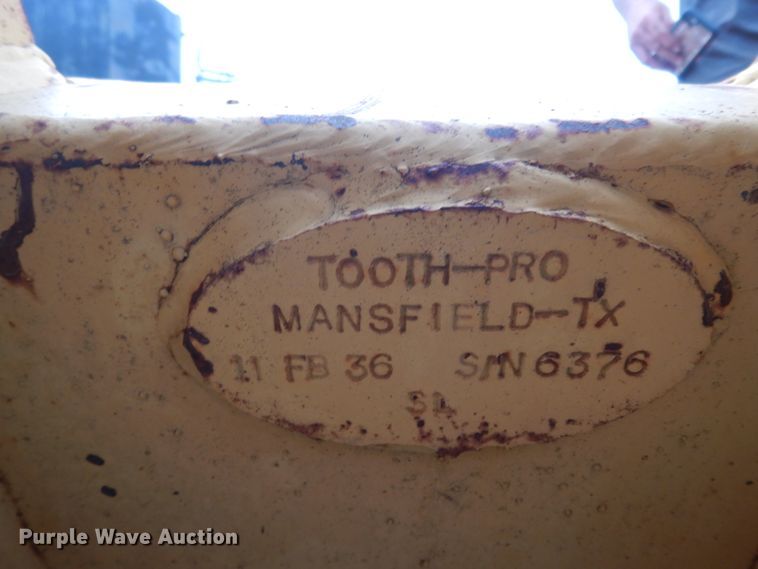 TOOTH-PRO
MANSFIELD-TX
11 FB 36 S/N 6376
SL
Purple Wave Auction